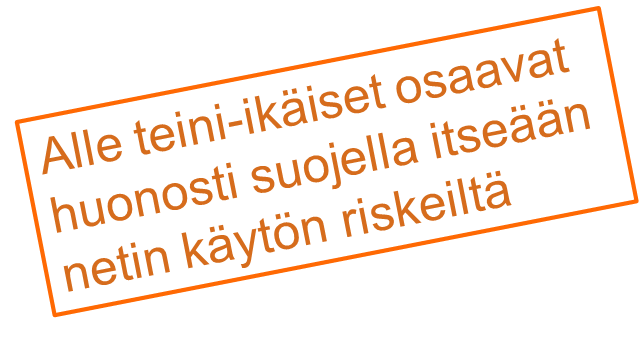 Alle teini-ikäiset osaavat
huonosti suojella itseään
netin käytön riskeiltä